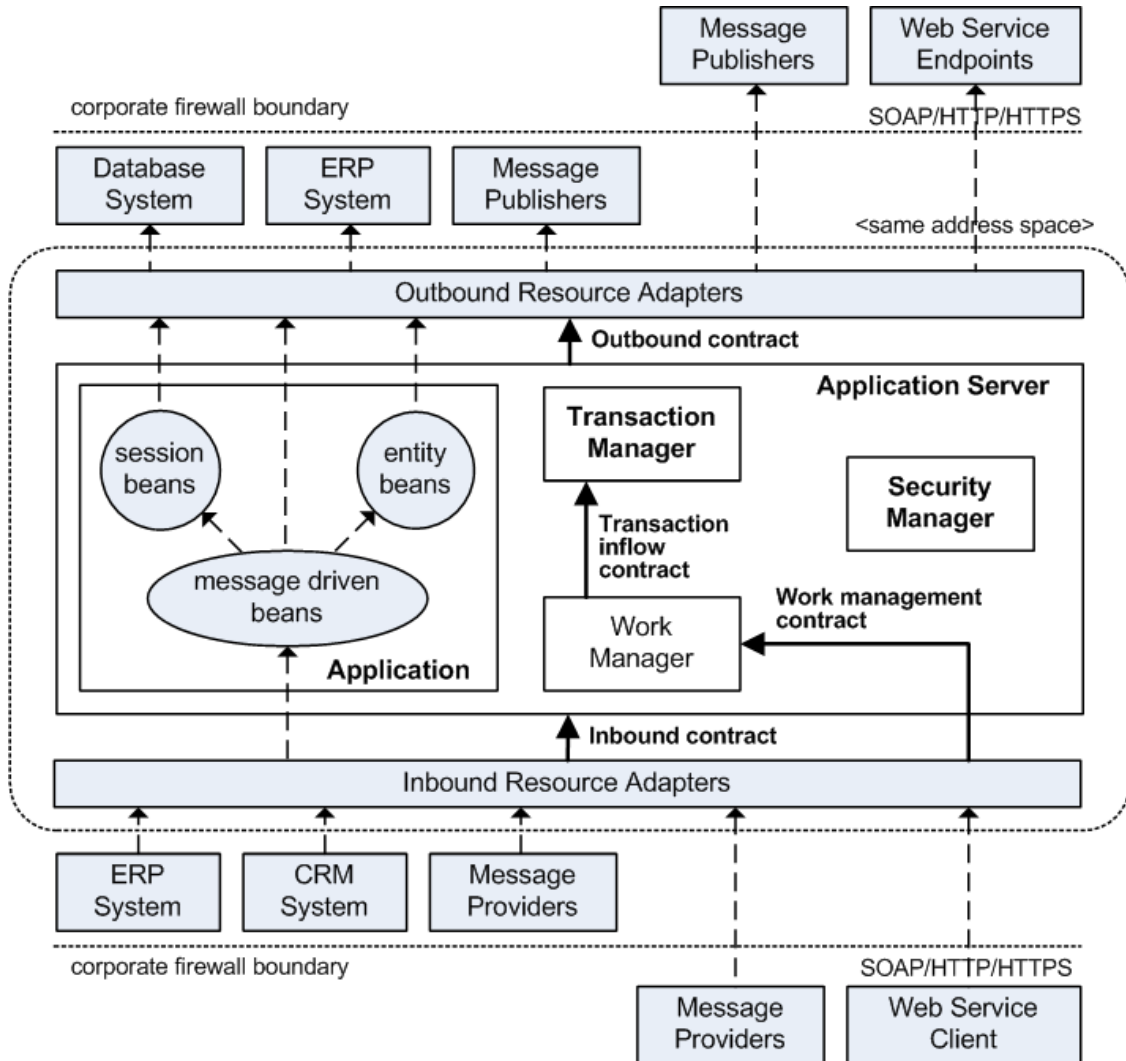 Message
Publishers
Web Service
Endpoints
corporate firewall boundary
SOAP/HTTP/HTTPS
Database
System
ERP
System
Message
Publishers
<same address space>
Outbound Resource Adapters
Outbound contract
Application Server
session
beans
entity
beans
Transaction
Manager
Security
Manager
Transaction
inflow
contract
message driven
beans
Work management
contract
Work
Manager
Application
Inbound contract
Inbound Resource Adapters
ERP
System
CRM
System
Message
Providers
corporate firewall boundary
SOAP/HTTP/HTTPS
Message
Providers
Web Service
Client